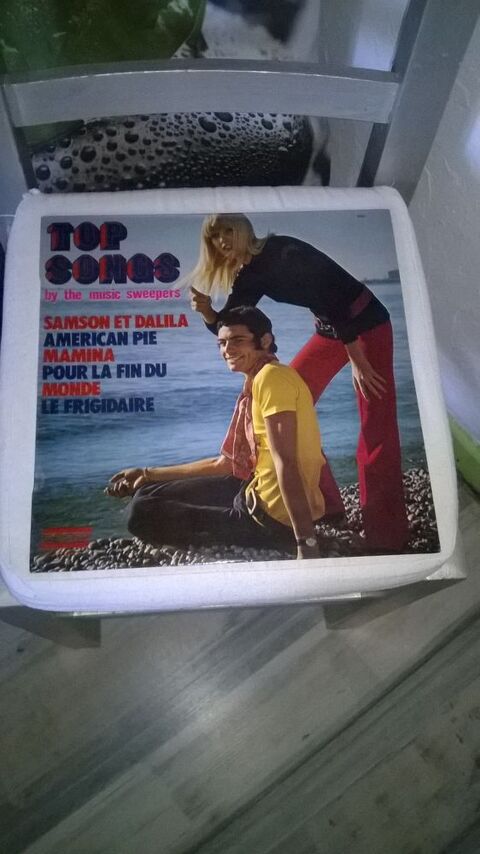 TOP
SONGS
by the music sweepers
SAMSON ET DALILA
AMERICAN PIE
MAMINA
POUR LA FIN DU
MONDE
LE FRIGIDAIRE